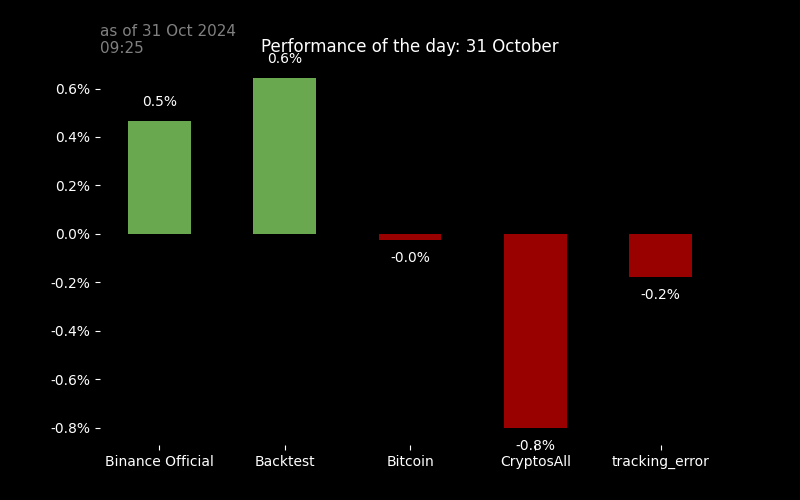 as of 31 Oct 2024
09:25
Performance of the day: 31 October
0.6%
0.4%
0.2%
0.0%
-0.2%
-0.4%
-0.6%
-0.8%
0.5%
0.6%
-0.0%
-0.8%
-0.2%
Binance Official
Backtest
Bitcoin
CryptosAll
tracking_error